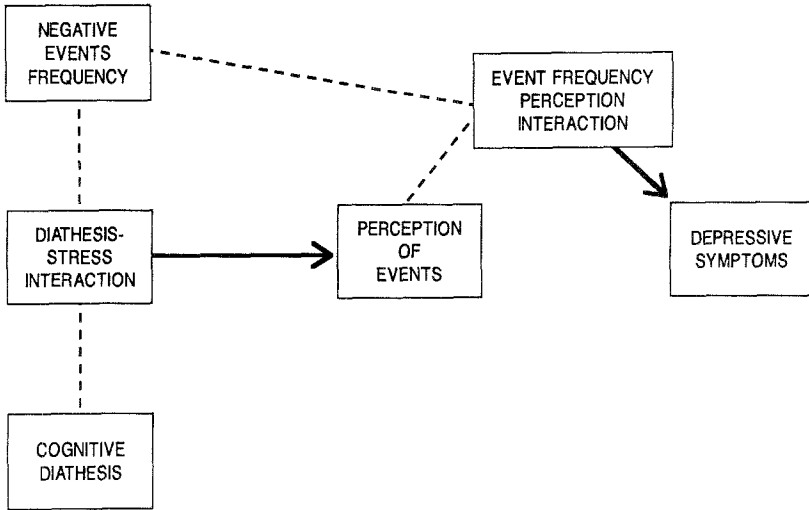 NEGATIVE
EVENTS
FREQUENCY
EVENT FREQUENCY
PERCEPTION
INTERACTION
DIATHESIS-
STRESS
INTERACTION
PERCEPTION
OF
EVENTS
DEPRESSIVE
SYMPTOMS
COGNITIVE
DIATHESIS